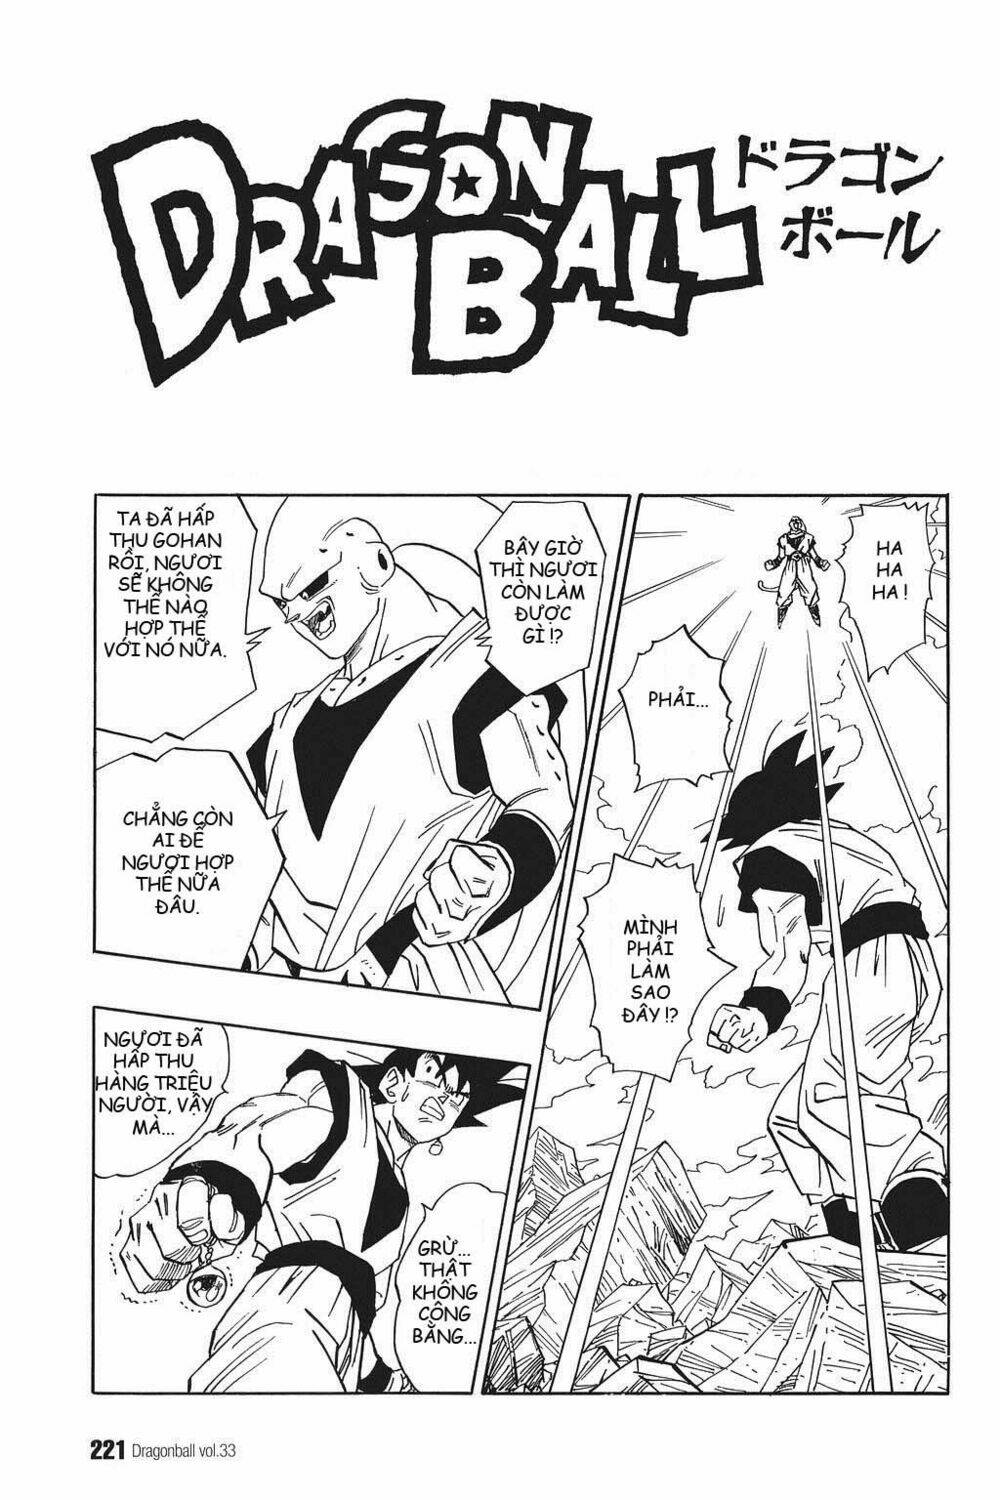 DRAGON
BALL
ドラゴン
ボール
HA
HA
HA!
PHẢI...
MÌNH
PHẢI
LÀM
SAO
ĐÂY!?
BÂY GIỜ
THÌ NGƯƠI
CÒN LÀM
ĐƯỢC
GÌ!?
TA ĐÃ HẤP
THU GOHAN
RỒI, NGƯƠI
SẼ KHÔNG
THỂ NÀO
HỢP THỂ
VỚI NÓ NỮA.
CHẲNG CÒN
AI ĐỂ
NGƯƠI HỢP
THỂ NỮA
ĐÂU.
NGƯƠI ĐÃ
HẤP THU
HÀNG TRIỆU
NGƯỜI, VẬY
MÀ...
GRỪ...
THẬT
KHÔNG
CÔNG
BẰNG...
221 Dragonball vol.33